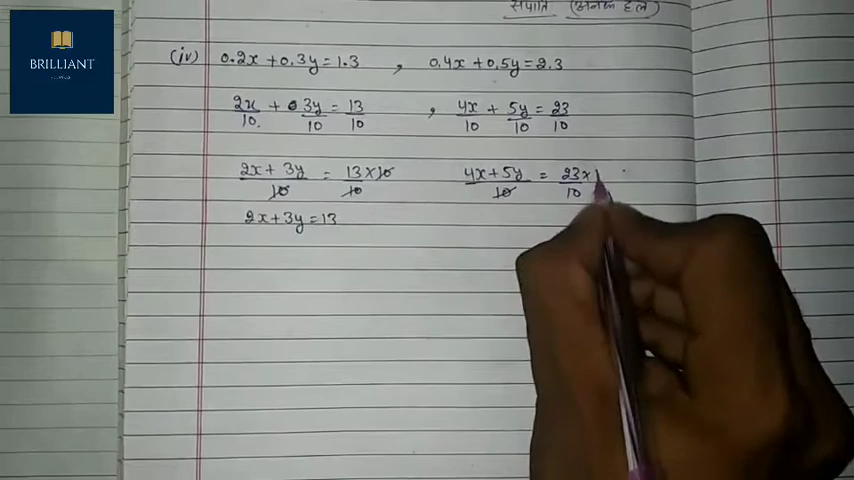 BRILLIANT
(iv) 0.2x + 0.3y = 1.3 , 0.4x + 0.5y = 2.3
2x/10 + 3y/10 = 13/10 , 4x/10 + 5y/10 = 23/10
2x + 3y/10 = 13 × 10/10 4x + 5y/10 = 23 × 1/10
2x + 3y = 13